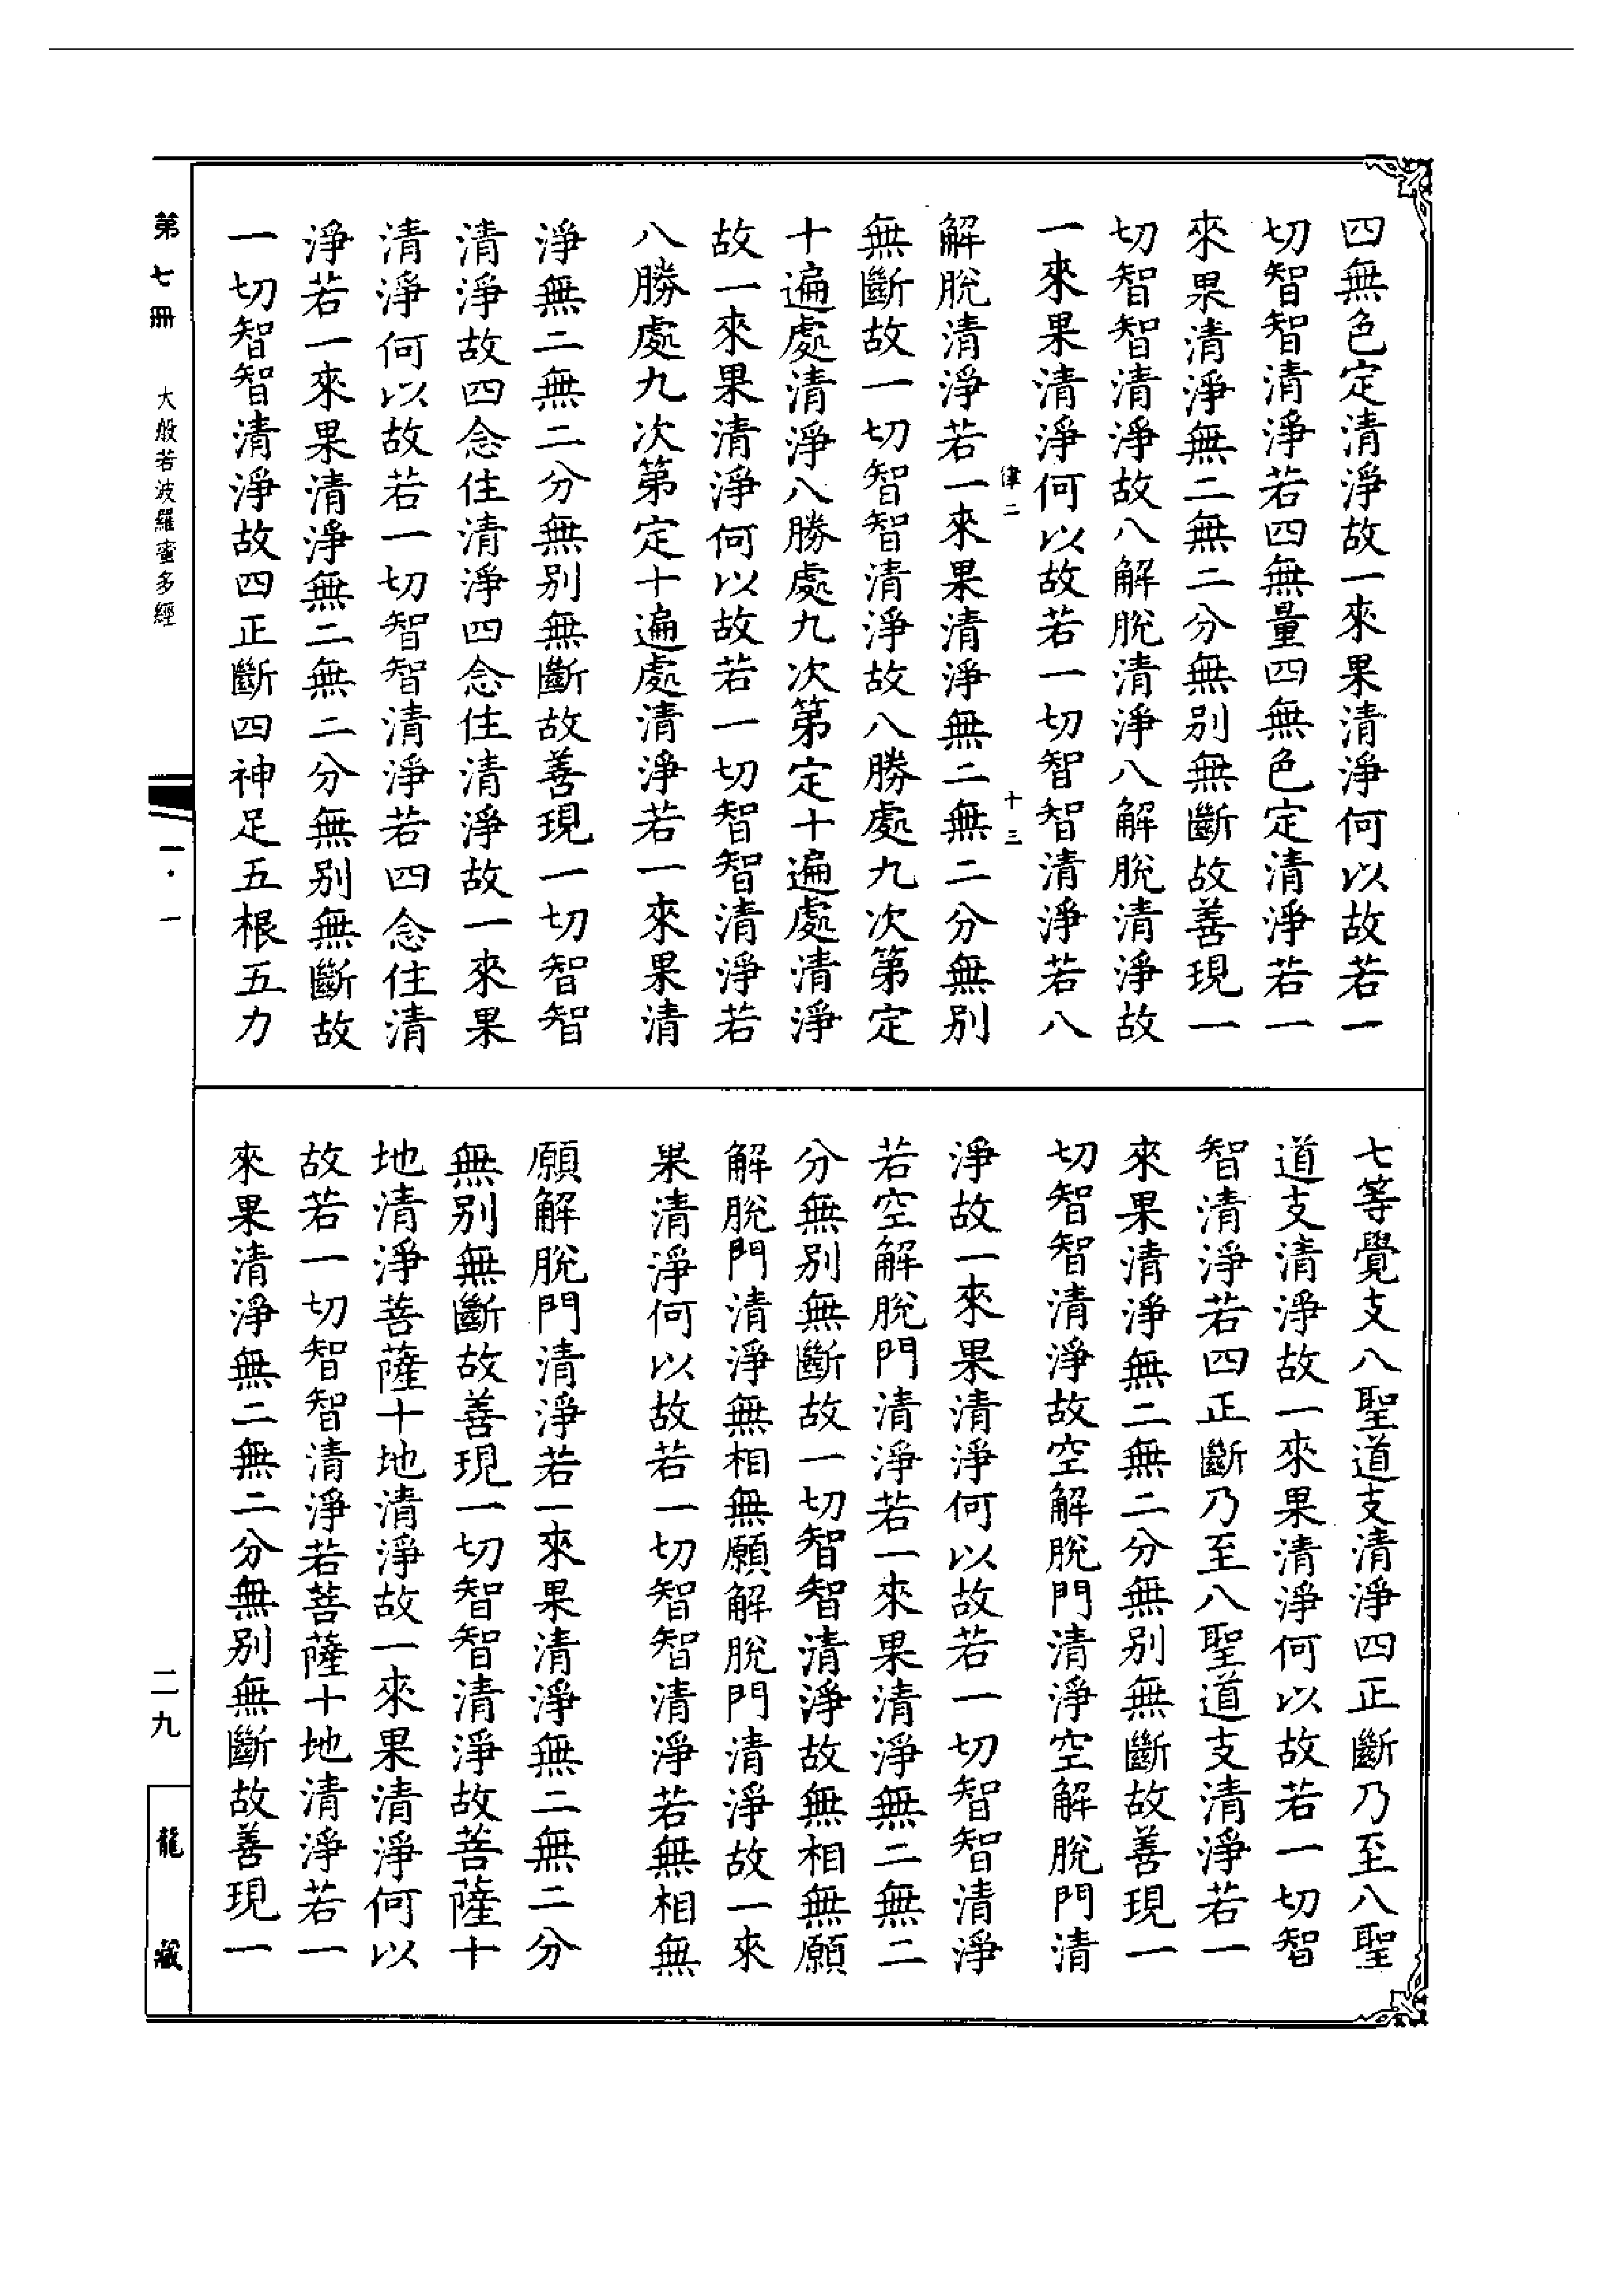 四無色定清淨故一來果清淨何以故若一
切智智清淨若四無量四無色定清淨若一
來果清淨無二無二分無別無斷故善現一
切智智清淨故八解脫清淨八解脫清淨故
一來果清淨何以故若一切智智清淨若八
律二 十三
解脫清淨若一來果清淨無二無二分無別
無斷故一切智智清淨故八勝處九次第定
十遍處清淨八勝處九次第定十遍處清淨
故一來果清淨何以故若一切智智清淨若
八勝處九次第定十遍處清淨若一來果清
淨無二無二分無別無斷故善現一切智智
清淨故四念住清淨四念住清淨故一來果
清淨何以故若一切智智清淨若四念住清
淨若一來果清淨無二無二分無別無斷故
一切智智清淨故四正斷四神足五根五力
七等覺支八聖道支清淨四正斷乃至八聖
道支清淨故一來果清淨何以故若一切智
智清淨若四正斷乃至八聖道支清淨若一
來果清淨無二無二分無別無斷故善現一
切智智清淨故空解脫門清淨空解脫門清
淨故一來果清淨何以故若一切智智清淨
若空解脫門清淨若一來果清淨無二無二
分無別無斷故一切智智清淨故無相無願
解脫門清淨無相無願解脫門清淨故一來
果清淨何以故若一切智智清淨若無相無
願解脫門清淨若一來果清淨無二無二分
無別無斷故善現一切智智清淨故菩薩十
地清淨菩薩十地清淨故一來果清淨何以
故若一切智智清淨若菩薩十地清淨若一
來果清淨無二無二分無別無斷故善現一
第七冊 大般若波羅蜜多經 一·一 二九 龍藏